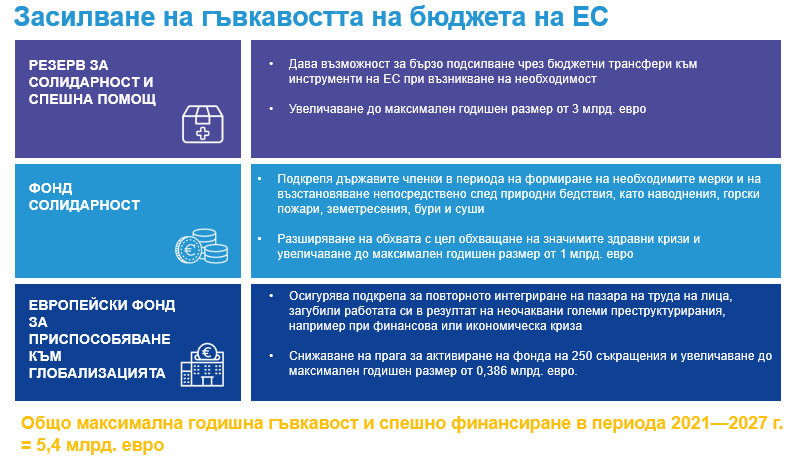 Засилване на гъвкавостта на бюджета на ЕС
РЕЗЕРВ ЗА
СОЛИДАРНОСТ И
СПЕШНА ПОМОЩ
• Дава възможност за бързо подсилване чрез бюджетни трансфери към
инструменти на ЕС при възникване на необходимост
• Увеличаване до максимален годишен размер от 3 млрд. евро
ФОНД
СОЛИДАРНОСТ
• Подкрепя държавите членки в периода на формиране на необходимите мерки и на
възстановяване непосредствено след природни бедствия, като наводнения, горски
пожари, земетресения, бури и суши
• Разширяване на обхвата с цел обхващане на значимите здравни кризи и
увеличаване до максимален годишен размер от 1 млрд. евро
ЕВРОПЕЙСКИ ФОНД
ЗА
ПРИСПОСОБЯВАНЕ
КЪМ
ГЛОБАЛИЗАЦИЯТА
• Осигурява подкрепа за повторното интегриране на пазара на труда на лица,
загубили работата си в резултат на неочаквани големи преструктурирания,
например при финансова или икономическа криза
• Снижаване на прага за активиране на фонда на 250 съкращения и увеличаване до
максимален годишен размер от 0,386 млрд. евро.
Общо максимална годишна гъвкавост и спешно финансиране в периода 2021—2027 г.
= 5,4 млрд. евро